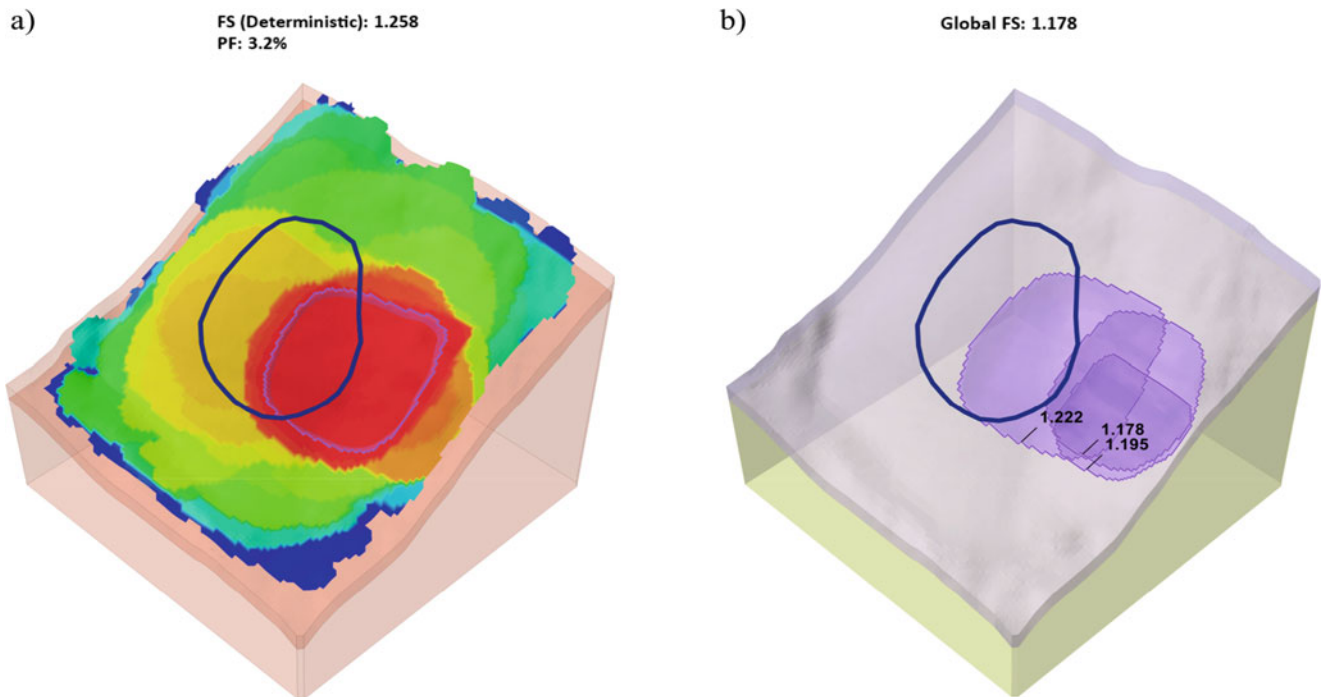 a)
FS (Deterministic): 1.258
PF: 3.2%
b)
Global FS: 1.178
1.222
1.178
1.195